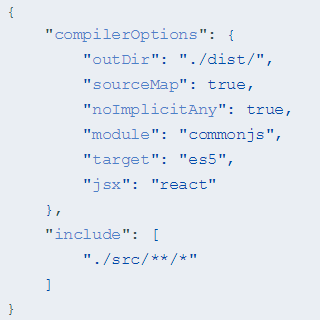 {
    "compilerOptions": {
        "outDir": "./dist/",
        "sourceMap": true,
        "noImplicitAny": true,
        "module": "commonjs",
        "target": "es5",
        "jsx": "react"
    },
    "include": [
        "./src/**/*"
    ]
}